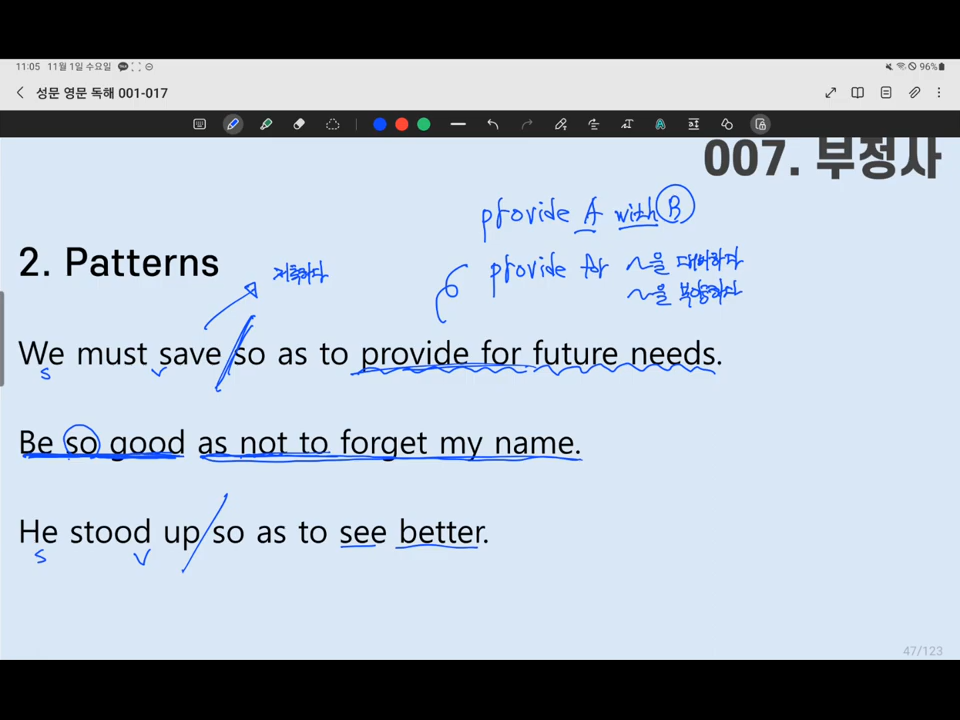 11:05 11월 1일 수요일
96%
성문 영문 독해 001-017
007. 부정사
provide A with B
2. Patterns
저축하다
provide for ~을 대비하다
~을 부양하다
We must save so as to provide for future needs.
S V
Be so good as not to forget my name.
He stood up so as to see better.
S V
47/123